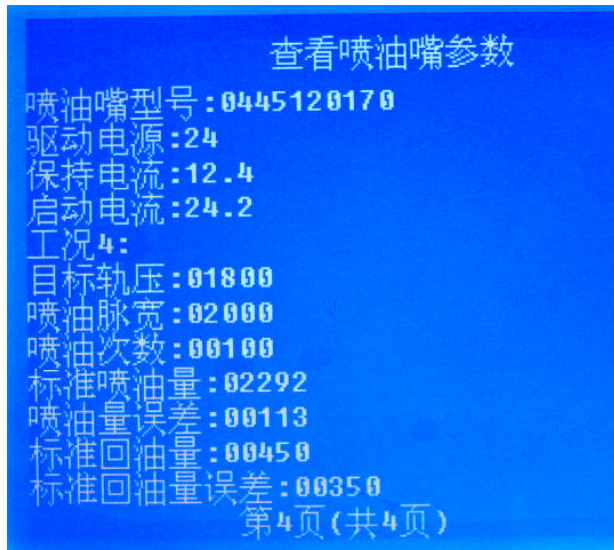 查看喷油嘴参数
喷油嘴型号:0445120170
驱动电源:24
保持电流:12.4
启动电流:24.2
工况4:
目标轨压:01800
喷油脉宽:02000
喷油次数:00100
标准喷油量:02292
喷油量误差:00113
标准回油量:00450
标准回油量误差:00350
第4页(共4页)